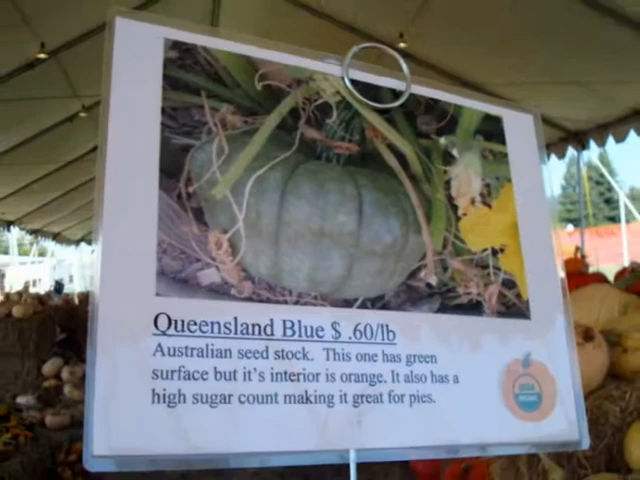 Queensland Blue $ .60/lb
Australian seed stock. This one has green
surface but it's interior is orange. It also has a
high sugar count making it great for pies.